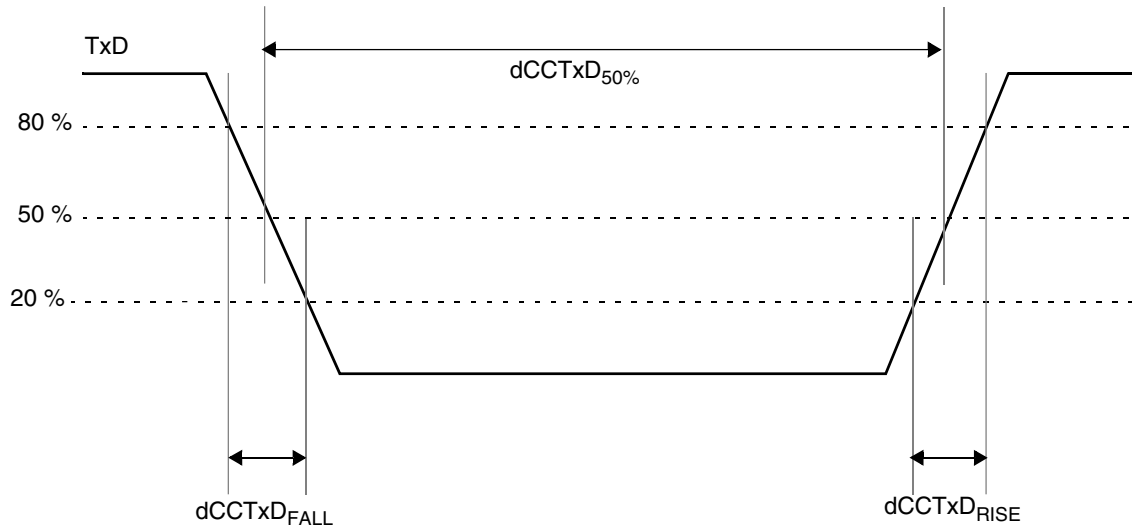 TxD
dCCTxD50%
80 %
50 %
20 %
dCCTxDFALL
dCCTxDRISE